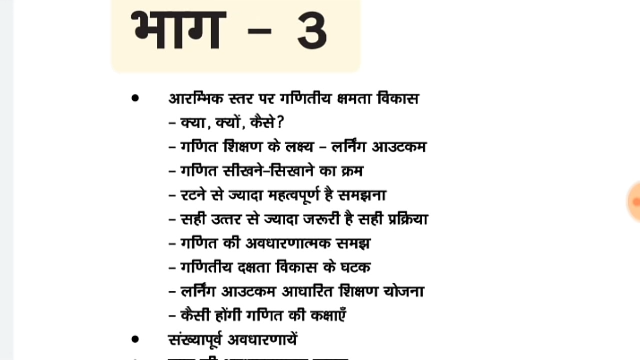 भाग - 3
• आरम्भिक स्तर पर गणितीय क्षमता विकास
- क्या, क्यों, कैसे?
- गणित शिक्षण के लक्ष्य - लर्निंग आउटकम
- गणित सीखने-सिखाने का क्रम
- रटने से ज्यादा महत्वपूर्ण है समझना
- सही उत्तर से ज्यादा जरूरी है सही प्रक्रिया
- गणित की अवधारणात्मक समझ
- गणितीय दक्षता विकास के घटक
- लर्निंग आउटकम आधारित शिक्षण योजना
- कैसी होंगी गणित की कक्षाएँ
• संख्यापूर्व अवधारणायें